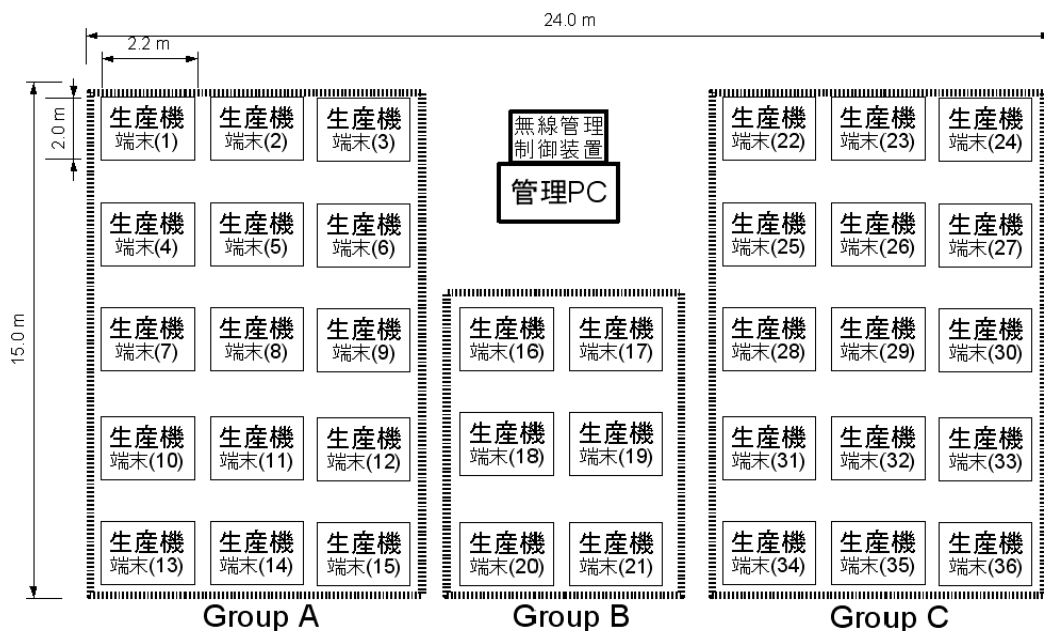 24.0 m
2.2 m
2.0 m
15.0 m
生産機
端末(1)
生産機
端末(2)
生産機
端末(3)
無線管理
制御装置
管理PC
生産機
端末(22)
生産機
端末(23)
生産機
端末(24)
生産機
端末(4)
生産機
端末(5)
生産機
端末(6)
生産機
端末(25)
生産機
端末(26)
生産機
端末(27)
生産機
端末(7)
生産機
端末(8)
生産機
端末(9)
生産機
端末(16)
生産機
端末(17)
生産機
端末(28)
生産機
端末(29)
生産機
端末(30)
生産機
端末(10)
生産機
端末(11)
生産機
端末(12)
生産機
端末(18)
生産機
端末(19)
生産機
端末(31)
生産機
端末(32)
生産機
端末(33)
生産機
端末(13)
生産機
端末(14)
生産機
端末(15)
生産機
端末(20)
生産機
端末(21)
生産機
端末(34)
生産機
端末(35)
生産機
端末(36)
Group A
Group B
Group C